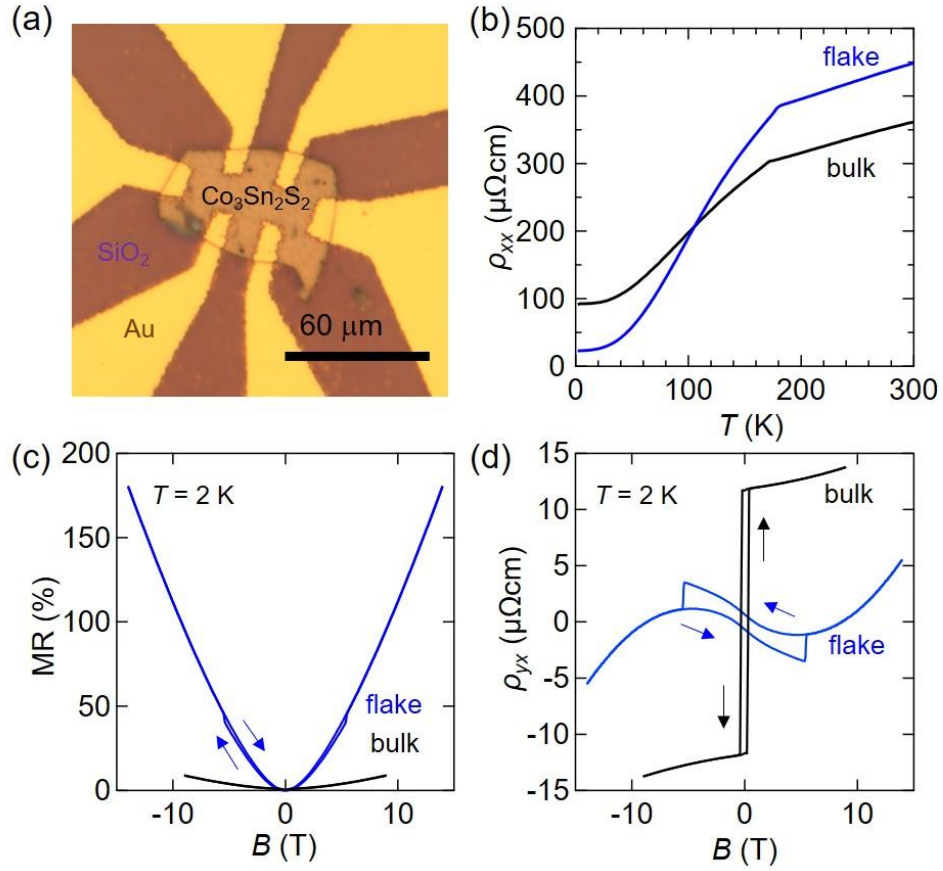 (a)
Co₃Sn₂S₂
SiO₂
Au
60 μm
(b)
500
400
300
200
100
0
ρxx (μΩcm)
flake
bulk
0
100
200
300
T (K)
(c)
200
150
100
50
0
MR (%)
T = 2 K
flake
bulk
-10
0
10
B (T)
(d)
15
10
5
0
-5
-10
-15
ρyx (μΩcm)
T = 2 K
bulk
flake
-10
0
10
B (T)